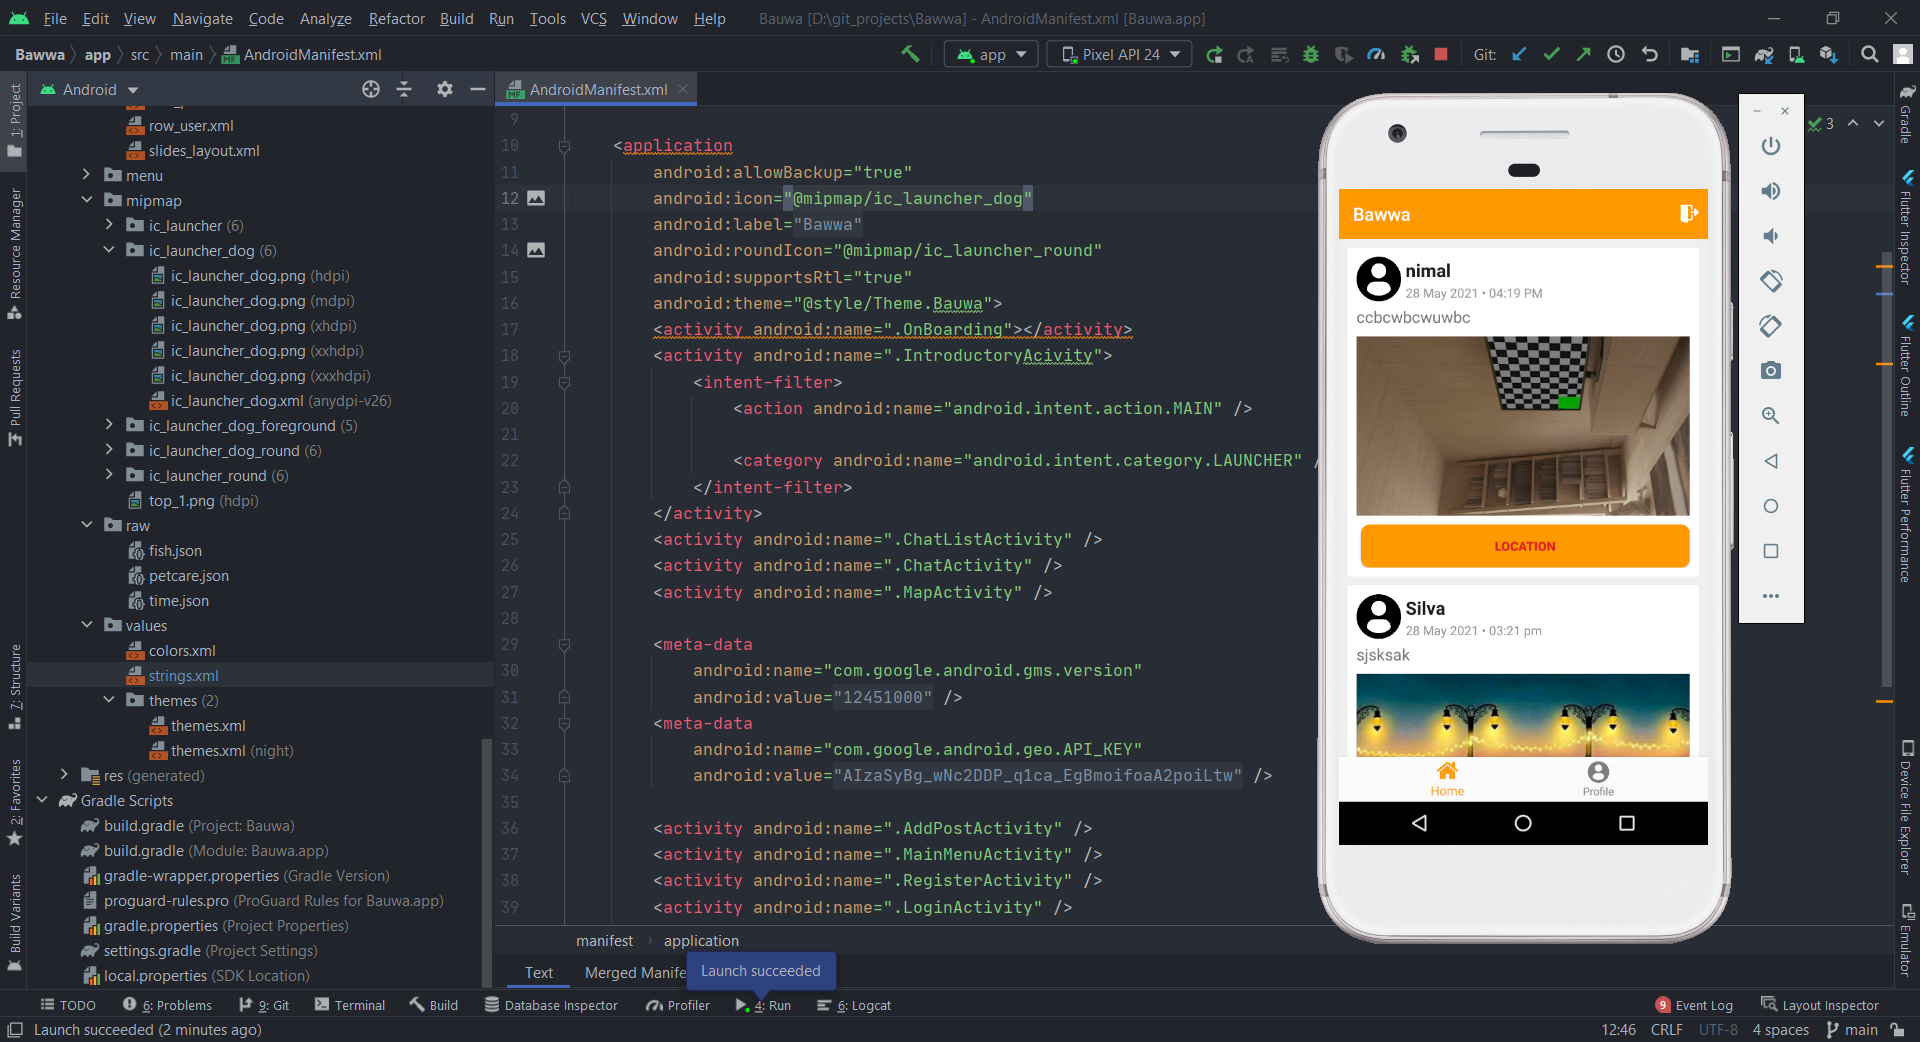 File Edit View Navigate Code Analyze Refactor Build Run Tools VCS Window Help Bauwa [D:\git_projects\Bawwa] - AndroidManifest.xml [Bauwa.app]
Bawwa app src main AndroidManifest.xml app Pixel API 24 Git:
Android
AndroidManifest.xml
row_user.xml
slides_layout.xml
menu
mipmap
ic_launcher (6)
ic_launcher_dog (6)
ic_launcher_dog.png (hdpi)
ic_launcher_dog.png (mdpi)
ic_launcher_dog.png (xhdpi)
ic_launcher_dog.png (xxhdpi)
ic_launcher_dog.png (xxxhdpi)
ic_launcher_dog.xml (anydpi-v26)
ic_launcher_dog_foreground (5)
ic_launcher_dog_round (6)
ic_launcher_round (6)
top_1.png (hdpi)
raw
fish.json
petcare.json
time.json
values
colors.xml
strings.xml
themes (2)
themes.xml
themes.xml (night)
res (generated)
Gradle Scripts
build.gradle (Project: Bauwa)
build.gradle (Module: Bauwa.app)
gradle-wrapper.properties (Gradle Version)
proguard-rules.pro (ProGuard Rules for Bauwa.app)
gradle.properties (Project Properties)
settings.gradle (Project Settings)
local.properties (SDK Location)
1: Project
Resource Manager
Pull Requests
7: Structure
2: Favorites
Build Variants
9
10 <application
11 android:allowBackup="true"
12 android:icon="@mipmap/ic_launcher_dog"
13 android:label="Bawwa"
14 android:roundIcon="@mipmap/ic_launcher_round"
15 android:supportsRtl="true"
16 android:theme="@style/Theme.Bauwa">
17 <activity android:name=".OnBoarding"></activity>
18 <activity android:name=".IntroductoryAcivity">
19 <intent-filter>
20 <action android:name="android.intent.action.MAIN" />
21
22 <category android:name="android.intent.category.LAUNCHER" /
23 </intent-filter>
24 </activity>
25 <activity android:name=".ChatListActivity" />
26 <activity android:name=".ChatActivity" />
27 <activity android:name=".MapActivity" />
28
29 <meta-data
30 android:name="com.google.android.gms.version"
31 android:value="12451000" />
32 <meta-data
33 android:name="com.google.android.geo.API_KEY"
34 android:value="AIzaSyBg_wNc2DDP_q1ca_EgBmoifoaA2poiLtw" />
35
36 <activity android:name=".AddPostActivity" />
37 <activity android:name=".MainMenuActivity" />
38 <activity android:name=".RegisterActivity" />
39 <activity android:name=".LoginActivity" />
manifest application
Text Merged Manife
Launch succeeded
Bawwa
nimal
28 May 2021 • 04:19 PM
ccbcwbcwuwbc
LOCATION
Silva
28 May 2021 • 03:21 pm
sjsksak
Home Profile
3
Gradle
Flutter Inspector
Flutter Outline
Flutter Performance
Device File Explorer
Emulator
TODO 6: Problems 9: Git Terminal Build Database Inspector Profiler 4: Run 6: Logcat 9 Event Log Layout Inspector
Launch succeeded (2 minutes ago) 12:46 CRLF UTF-8 4 spaces main